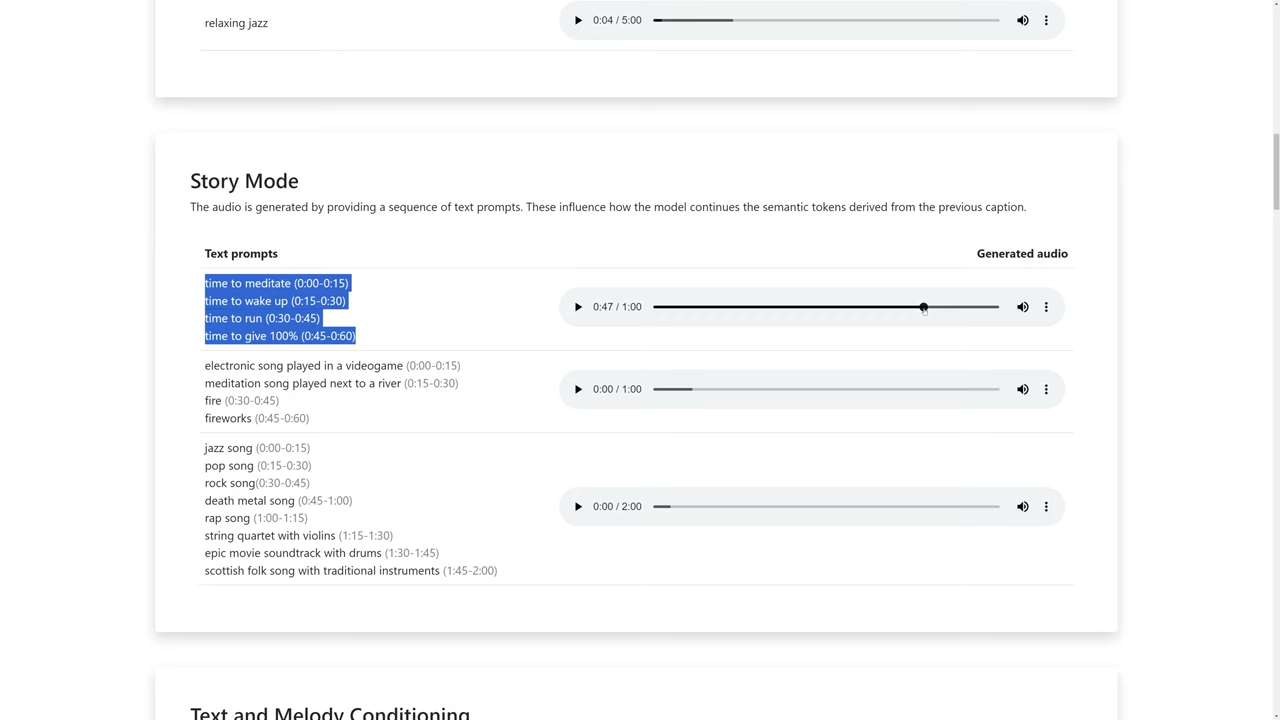 relaxing jazz
0:04 / 5:00
Story Mode
The audio is generated by providing a sequence of text prompts. These influence how the model continues the semantic tokens derived from the previous caption.
Text prompts
Generated audio
time to meditate (0:00-0:15)
time to wake up (0:15-0:30)
time to run (0:30-0:45)
time to give 100% (0:45-0:60)
0:47 / 1:00
electronic song played in a videogame (0:00-0:15)
meditation song played next to a river (0:15-0:30)
fire (0:30-0:45)
fireworks (0:45-0:60)
0:00 / 1:00
jazz song (0:00-0:15)
pop song (0:15-0:30)
rock song(0:30-0:45)
death metal song (0:45-1:00)
rap song (1:00-1:15)
string quartet with violins (1:15-1:30)
epic movie soundtrack with drums (1:30-1:45)
scottish folk song with traditional instruments (1:45-2:00)
0:00 / 2:00
Text and Melody Conditioning